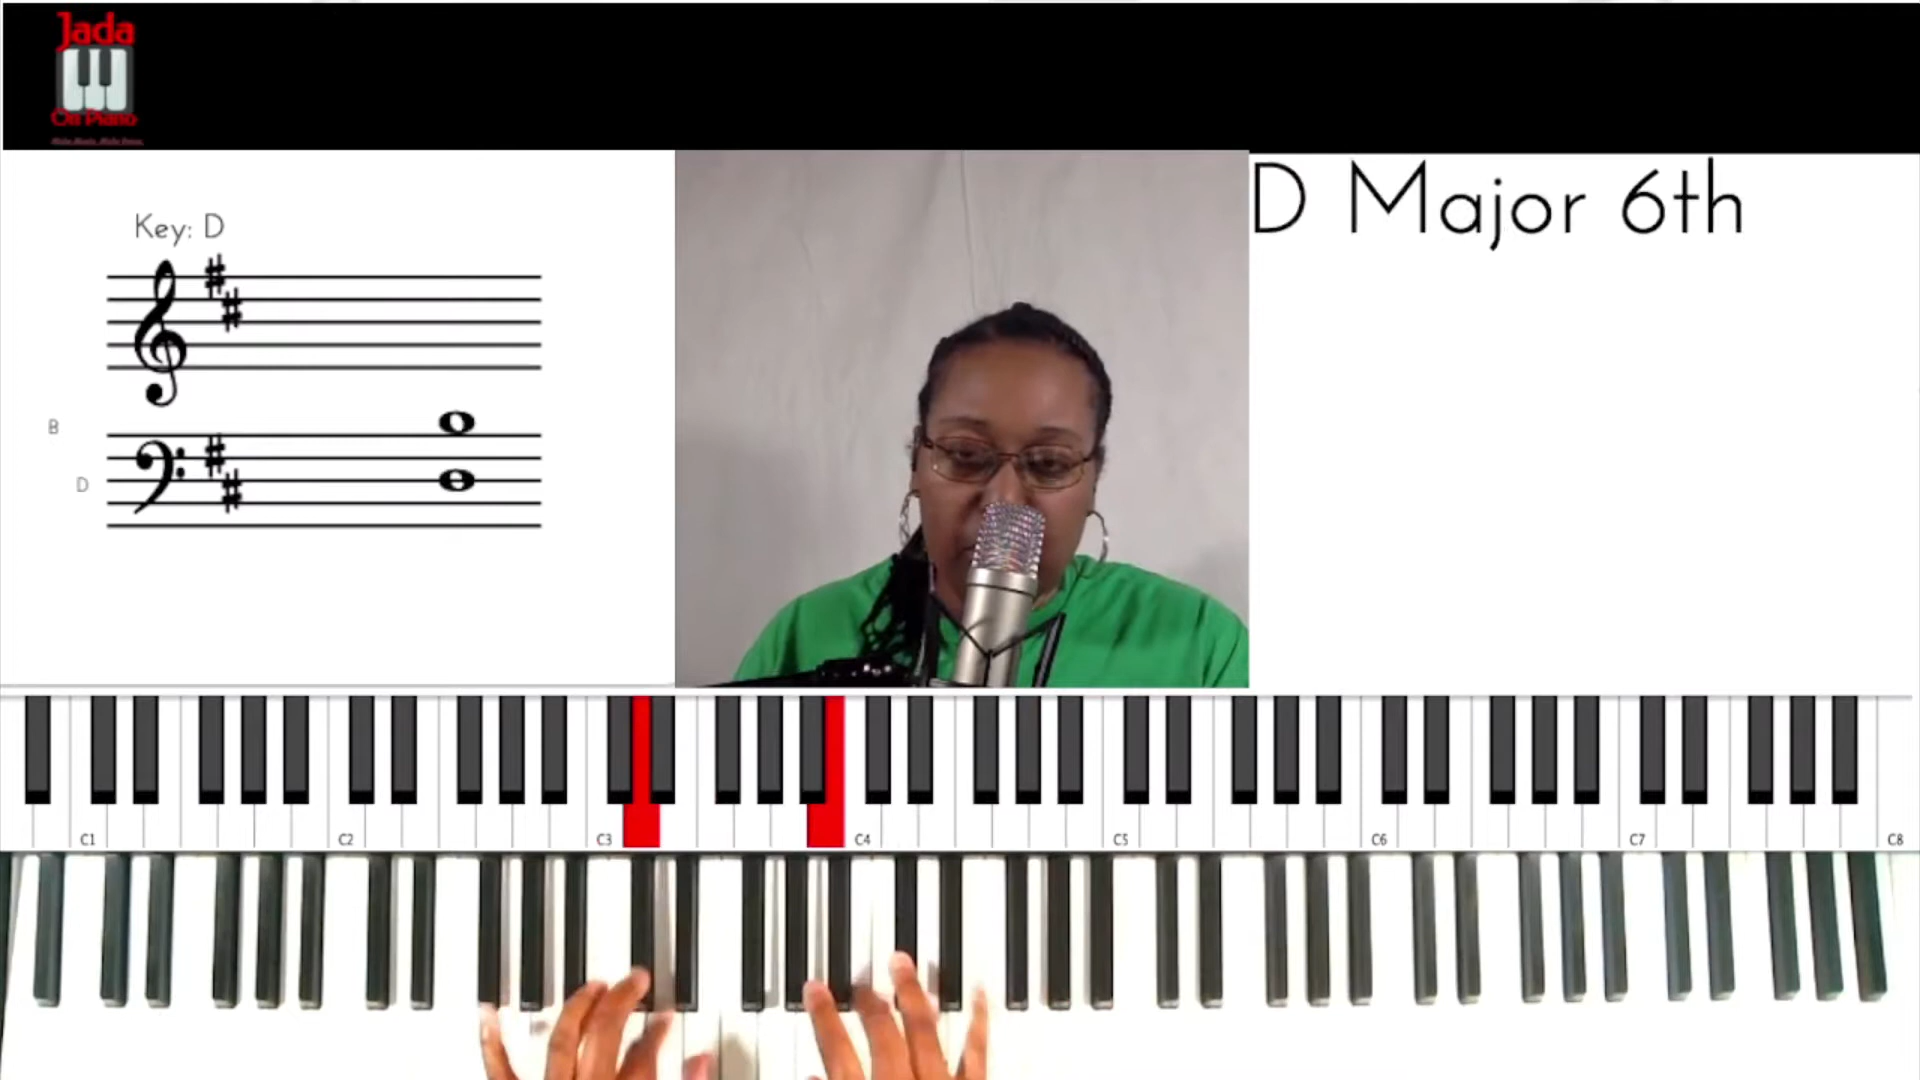 Jada
On Piano
Key: D
D Major 6th
B
D
C1 C2 C3 C4 C5 C6 C7 C8